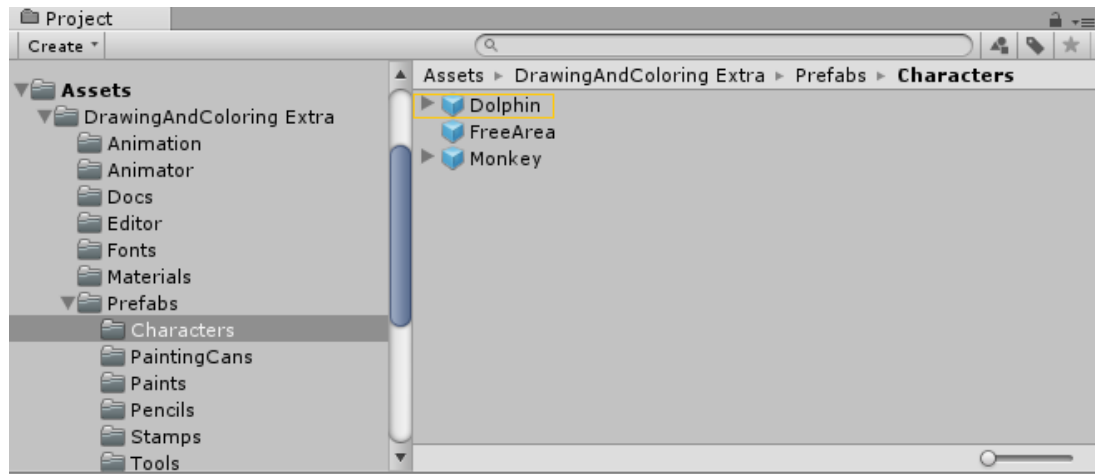 Project
Create
Assets
DrawingAndColoring Extra
Animation
Animator
Docs
Editor
Fonts
Materials
Prefabs
Characters
PaintingCans
Paints
Pencils
Stamps
Tools
Assets ▸ DrawingAndColoring Extra ▸ Prefabs ▸ Characters
Dolphin
FreeArea
Monkey